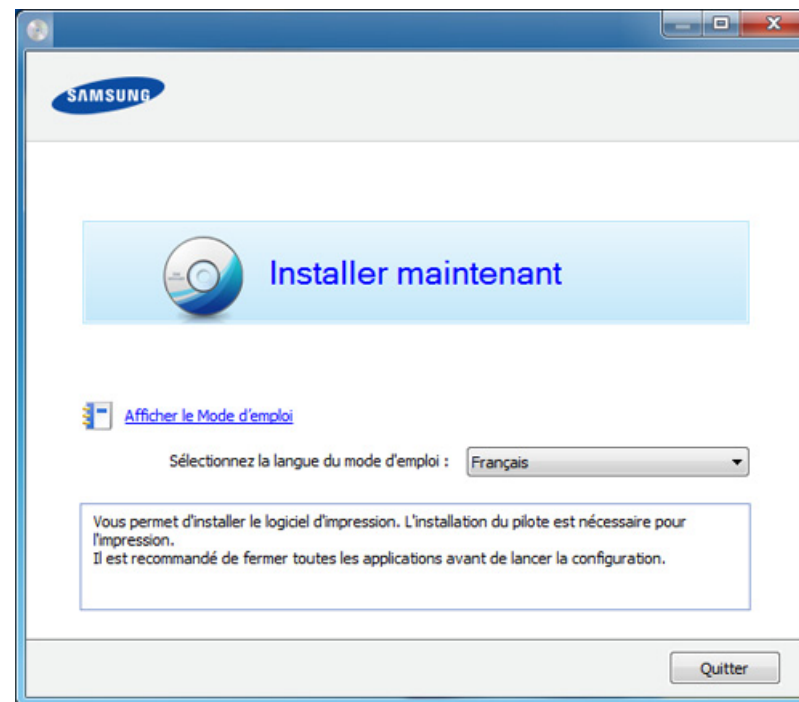 SAMSUNG
Installer maintenant
Afficher le Mode d'emploi
Sélectionnez la langue du mode d'emploi : Français
Vous permet d'installer le logiciel d'impression. L'installation du pilote est nécessaire pour
l'impression.
Il est recommandé de fermer toutes les applications avant de lancer la configuration.
Quitter